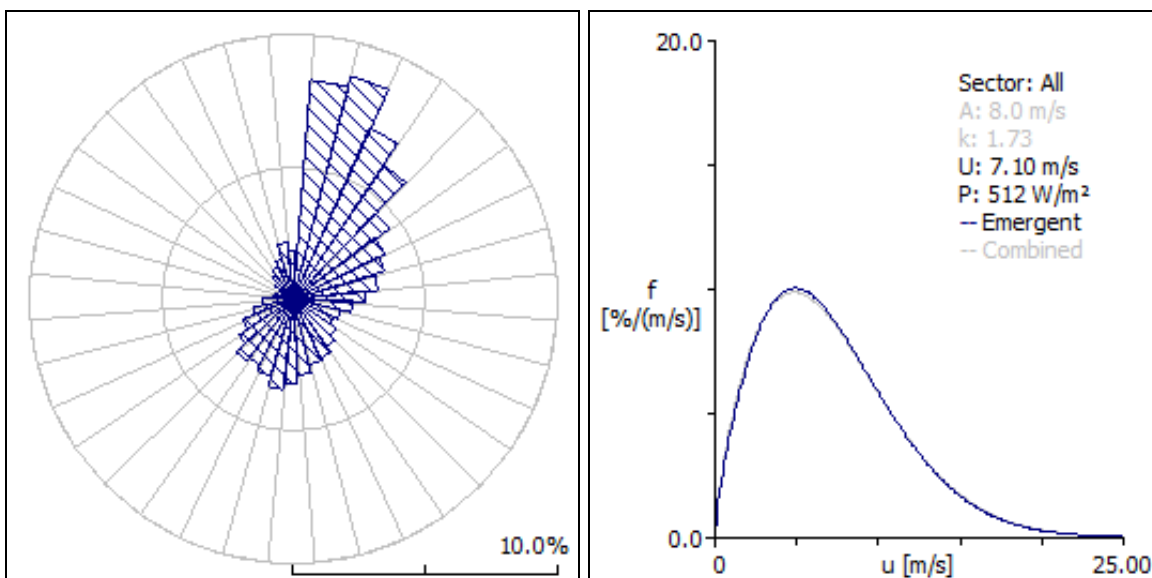 10.0%
20.0
Sector: All
A: 8.0 m/s
k: 1.73
U: 7.10 m/s
P: 512 W/m²
-- Emergent
-- Combined
f
[%/(m/s)]
0.0
0
u [m/s]
25.00